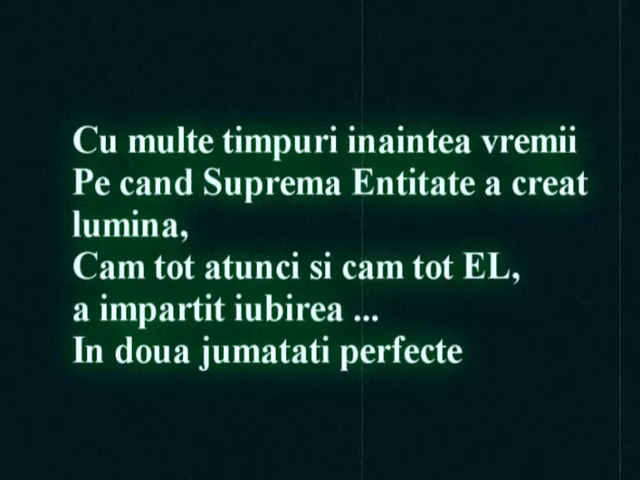 Cu multe timpuri inaintea vremii
Pe cand Suprema Entitate a creat
lumina,
Cam tot atunci si cam tot EL,
a impartit iubirea ...
In doua jumatati perfecte